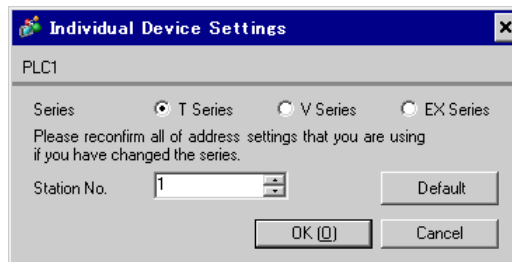 Individual Device Settings
PLC1
Series T Series V Series EX Series
Please reconfirm all of address settings that you are using
if you have changed the series.
Station No. 1 Default
OK (O) Cancel